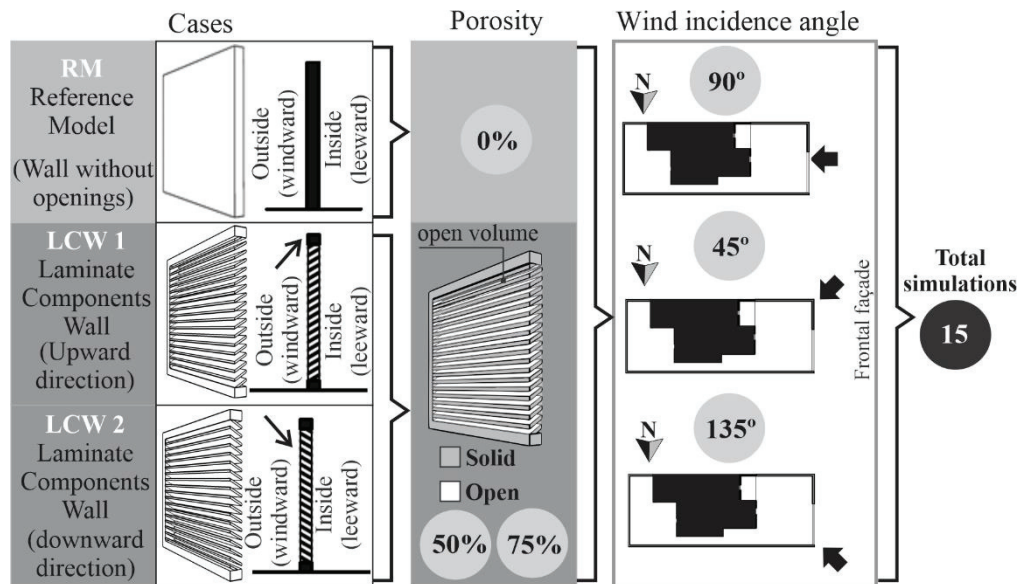 Cases
Porosity
Wind incidence angle
RM
Reference
Model
(Wall without
openings)
Outside
(windward)
Inside
(leeward)
0%
N
90º
LCW 1
Laminate
Components
Wall
(Upward
direction)
Outside
(windward)
Inside
(leeward)
open volume
N
45º
LCW 2
Laminate
Components
Wall
(downward
direction)
Outside
(windward)
Inside
(leeward)
Solid
Open
50%
75%
N
135º
Frontal façade
Total
simulations
15